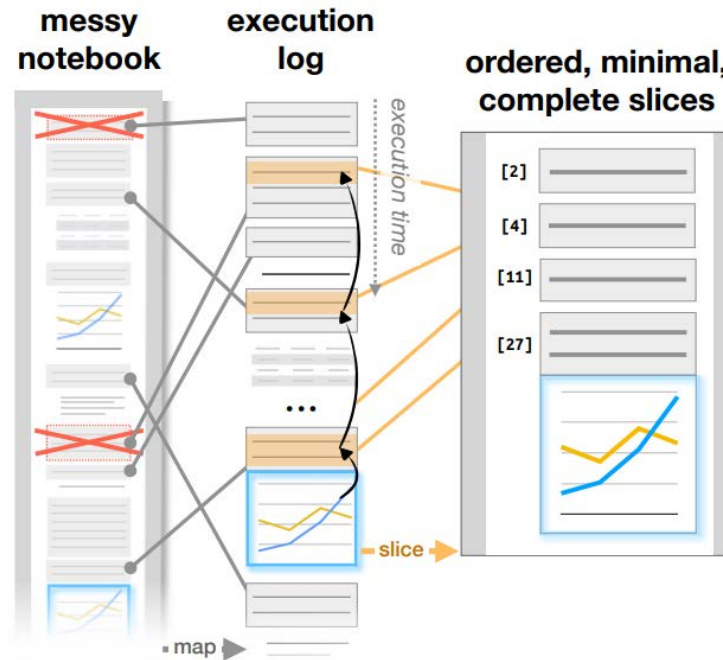 messy
notebook
execution
log
ordered, minimal,
complete slices
execution time
[2]
[4]
[11]
[27]
...
slice
map